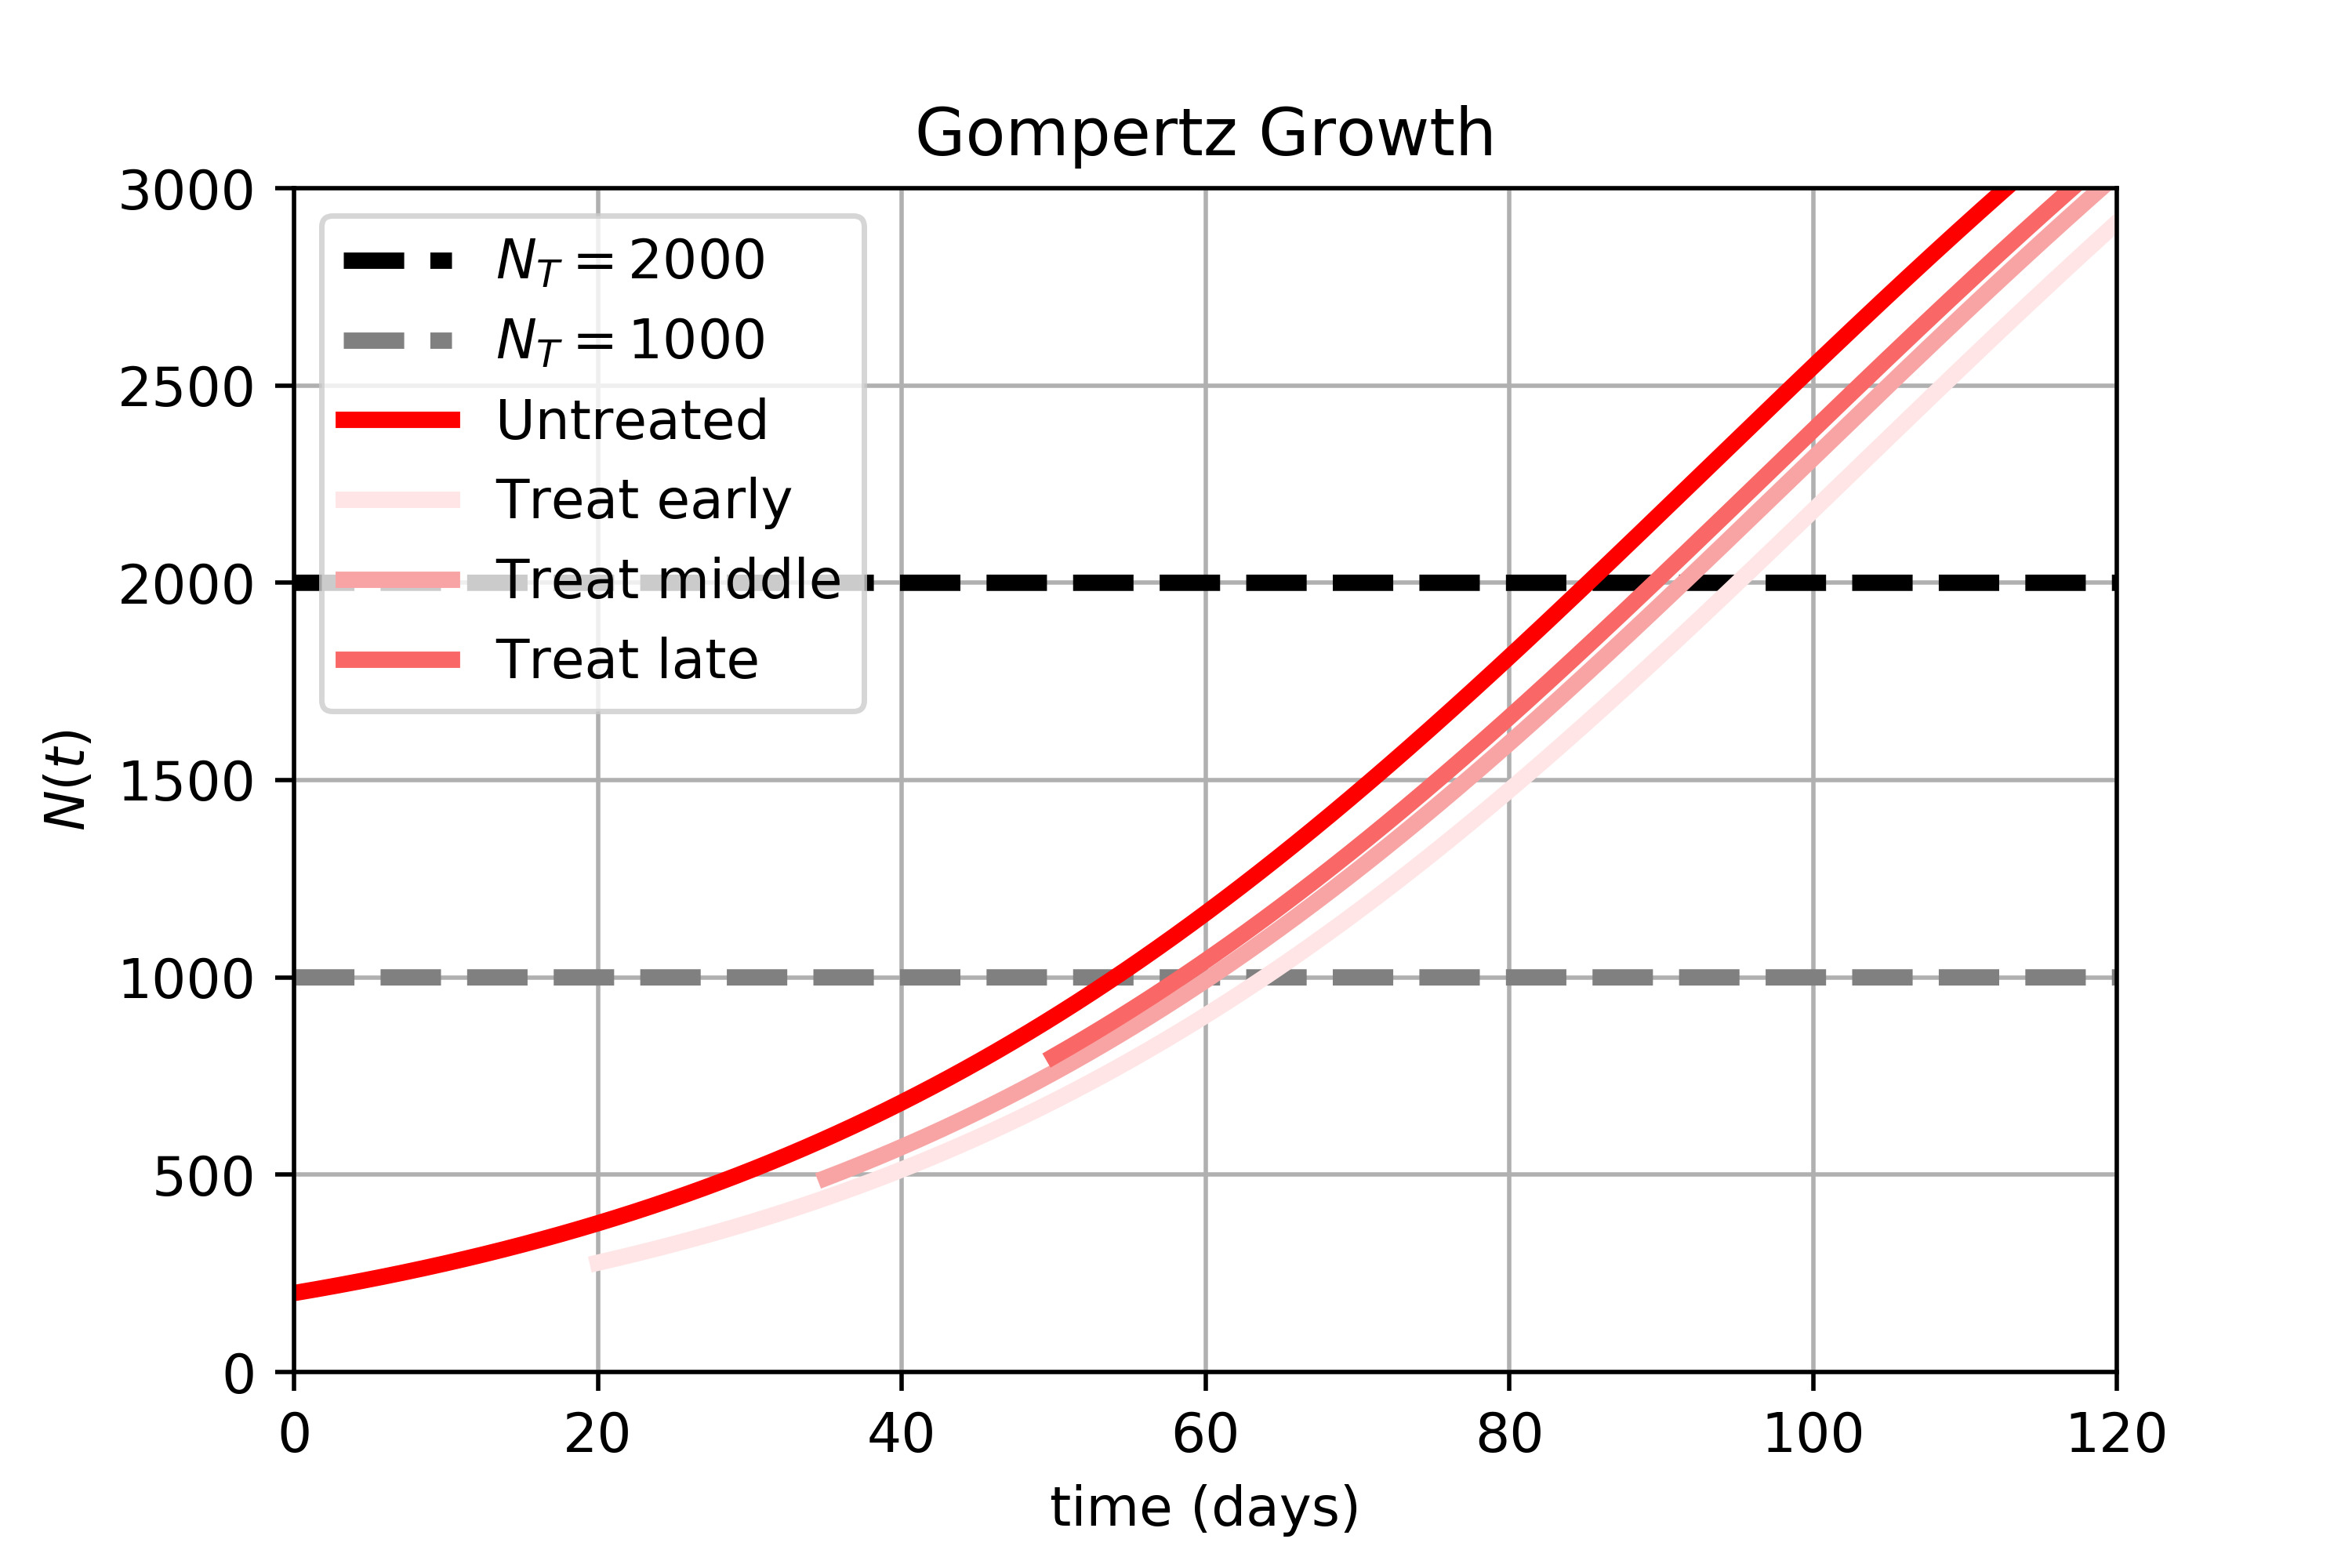 Gompertz Growth
3000
2500
2000
1500
1000
500
0
N(t)
N_T = 2000
N_T = 1000
Untreated
Treat early
Treat middle
Treat late
0 20 40 60 80 100 120
time (days)